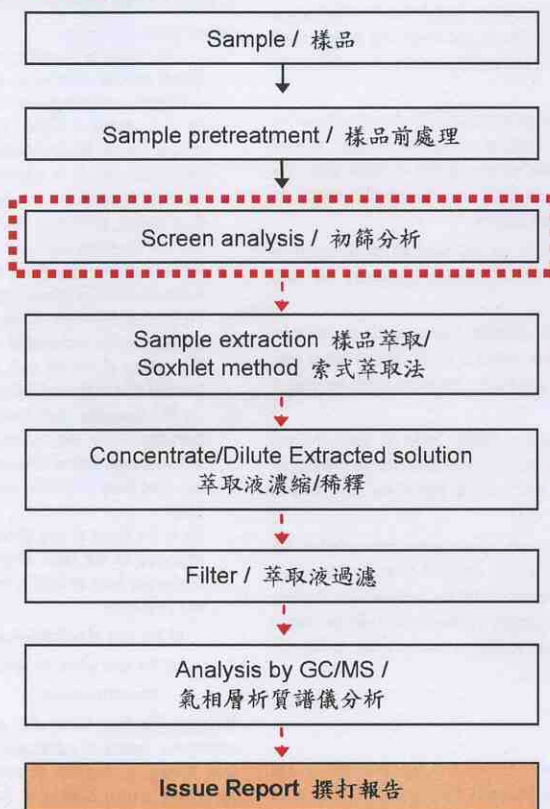 Sample / 樣品
Sample pretreatment / 樣品前處理
Screen analysis / 初篩分析
Sample extraction 樣品萃取/
Soxhlet method 索式萃取法
Concentrate/Dilute Extracted solution
萃取液濃縮/稀釋
Filter / 萃取液過濾
Analysis by GC/MS /
氣相層析質譜儀分析
Issue Report 撰打報告